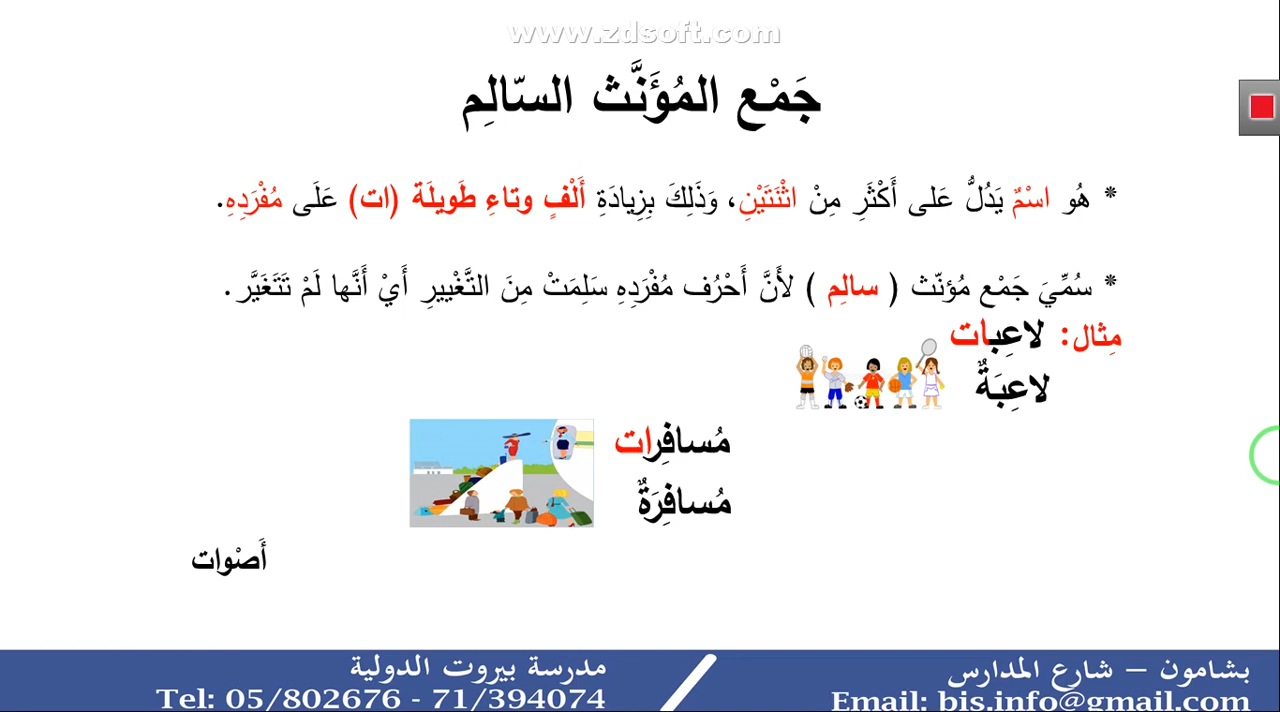 www.zdsoft.com
جَمْع المُؤَنَّث السّالِم
* هُو اسْمٌ يَدُلُّ عَلى أَكْثَرِ مِنْ اثْنَتَيْنِ، وَذَلِكَ بِزِيادَةِ أَلْفٍ وتاءِ طَويلَة (ات) عَلَى مُفْرَدِهِ.
* سُمِّيَ جَمْع مُؤنّث ( سالِم ) لأَنَّ أَحْرُف مُفْرَدِهِ سَلِمَتْ مِنَ التَّغْييرِ أَيْ أَنَّها لَمْ تَتَغَيَّر.
مِثال: لاعِبات
لاعِبَةٌ
مُسافِرات
مُسافِرَةٌ
أَصْوات
بشامون – شارع المدارس
Email: bis.info@gmail.com
مدرسة بيروت الدولية
Tel: 05/802676 - 71/394074